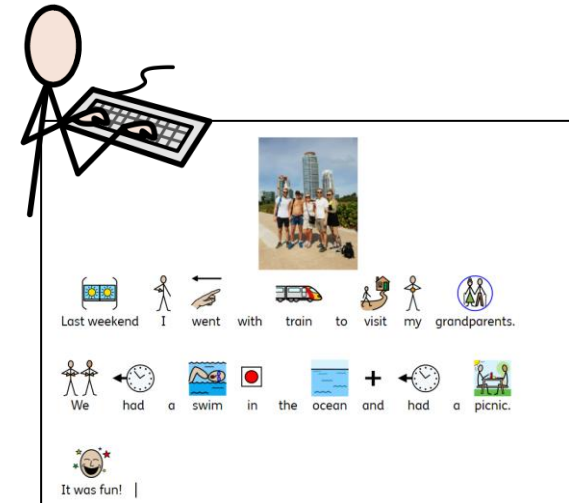 Last weekend I went with train to visit my grandparents.
We had a swim in the ocean and had a picnic.
It was fun!